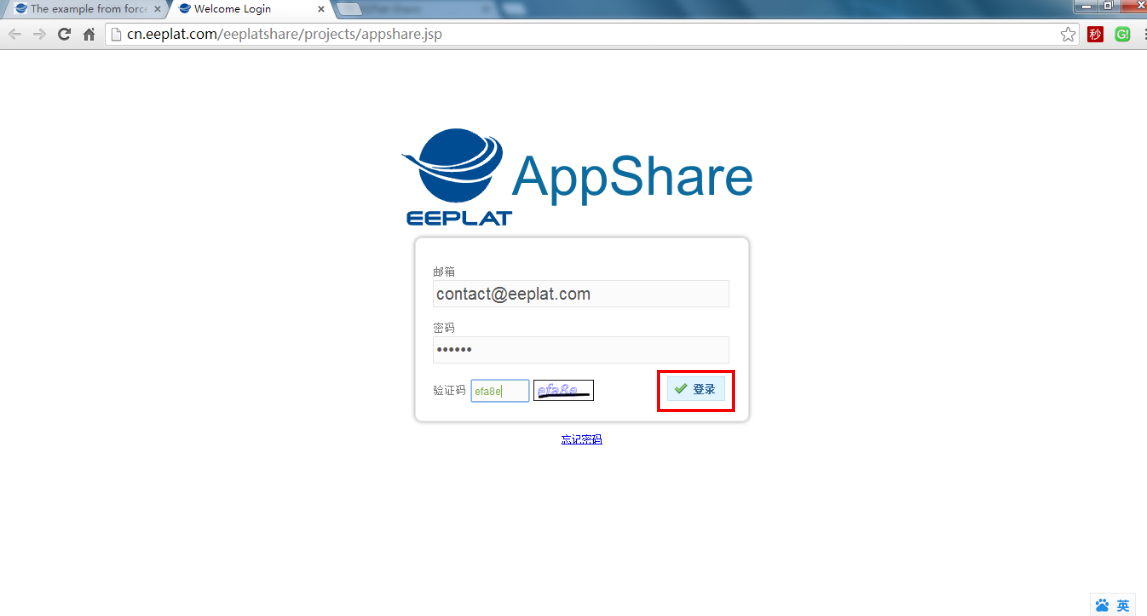 The example from forc
Welcome Login
cn.eeplat.com/eeplatshare/projects/appshare.jsp
秒
G!
AppShare
EEPLAT
邮箱
contact@eeplat.com
密码
••••••
验证码 efa8e efa8e 登录
忘记密码
英